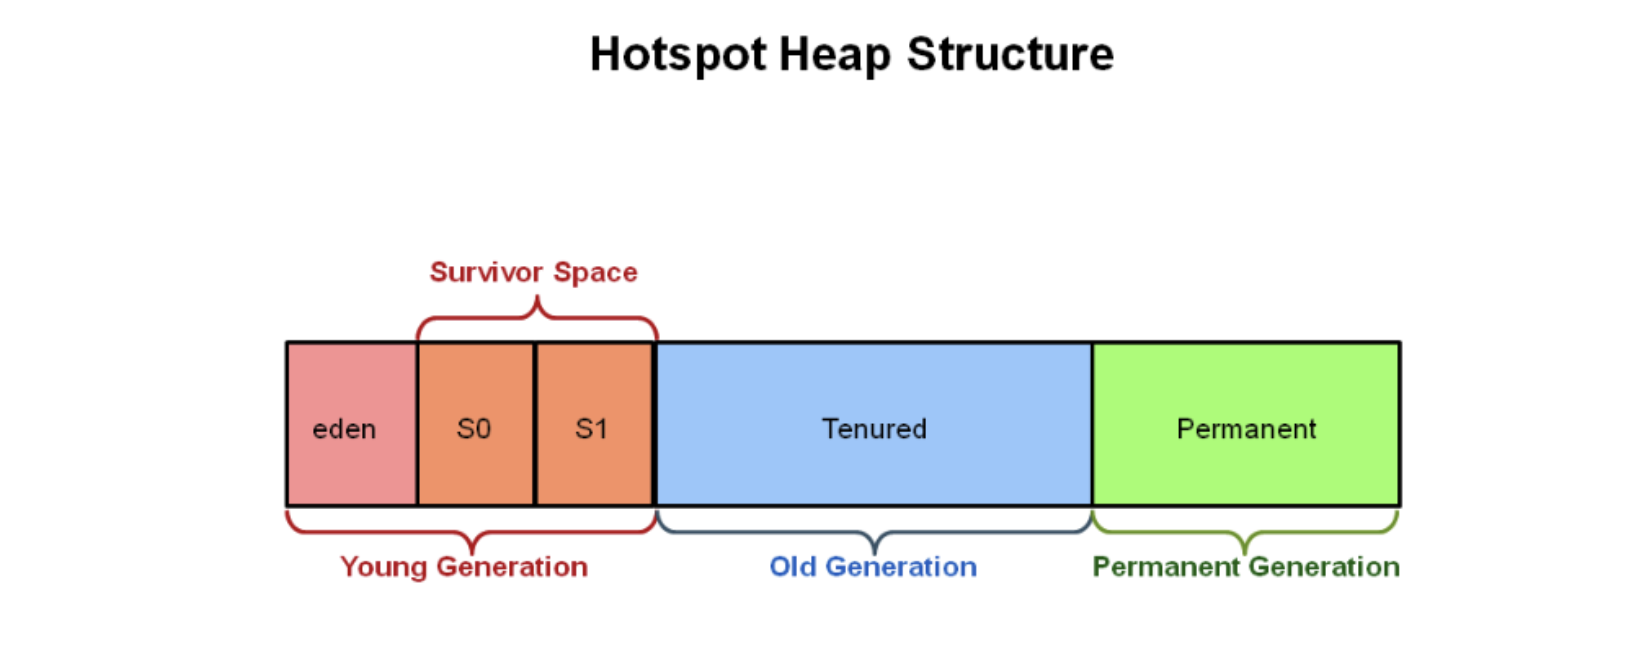 Hotspot Heap Structure
Survivor Space
eden
S0
S1
Tenured
Permanent
Young Generation
Old Generation
Permanent Generation